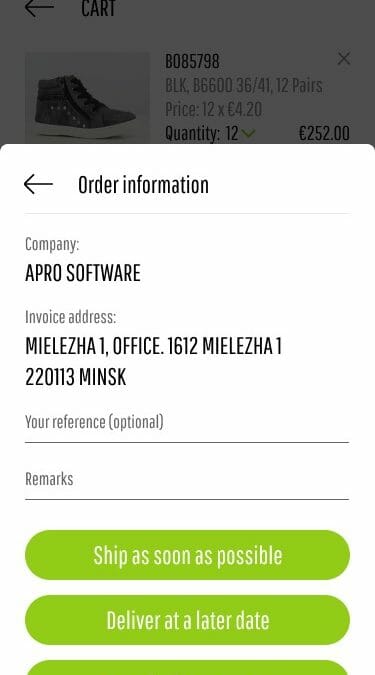 CART
B085798
BLK, B6600 36/41, 12 Pairs
Price: 12 x €4.20
Quantity: 12 €252.00
Order information
Company:
APRO SOFTWARE
Invoice address:
MIELEZHA 1, OFFICE. 1612 MIELEZHA 1
220113 MINSK
Your reference (optional)
Remarks
Ship as soon as possible
Deliver at a later date